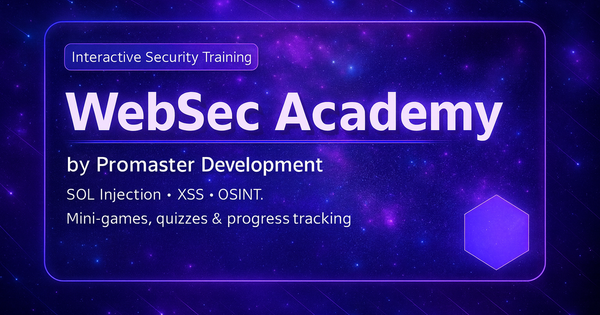 Interactive Security Training
WebSec Academy
by Promaster Development
SOL Injection • XSS • OSINT.
Mini-games, quizzes & progress tracking